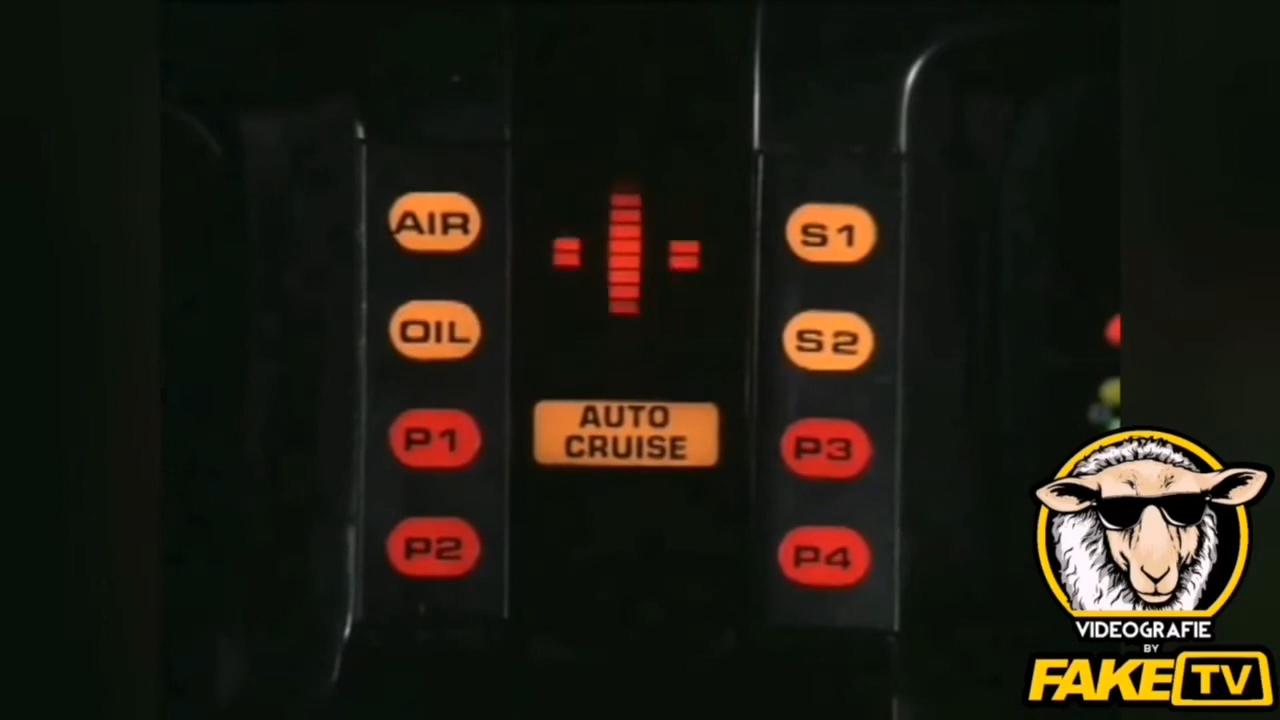 AIR
OIL
P1
P2
AUTO
CRUISE
S1
S2
P3
P4
VIDEOGRAFIE
BY
FAKE TV